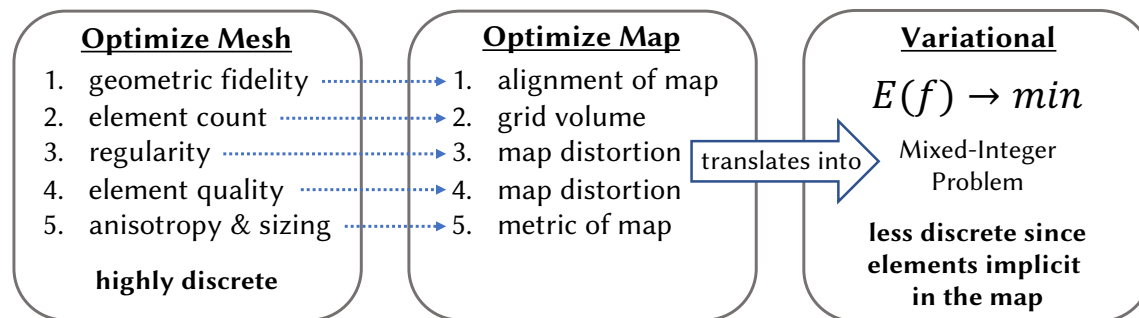 Optimize Mesh
1. geometric fidelity
2. element count
3. regularity
4. element quality
5. anisotropy & sizing
highly discrete
Optimize Map
1. alignment of map
2. grid volume
3. map distortion
4. map distortion
5. metric of map
translates into
Variational
E(f) → min
Mixed-Integer
Problem
less discrete since
elements implicit
in the map